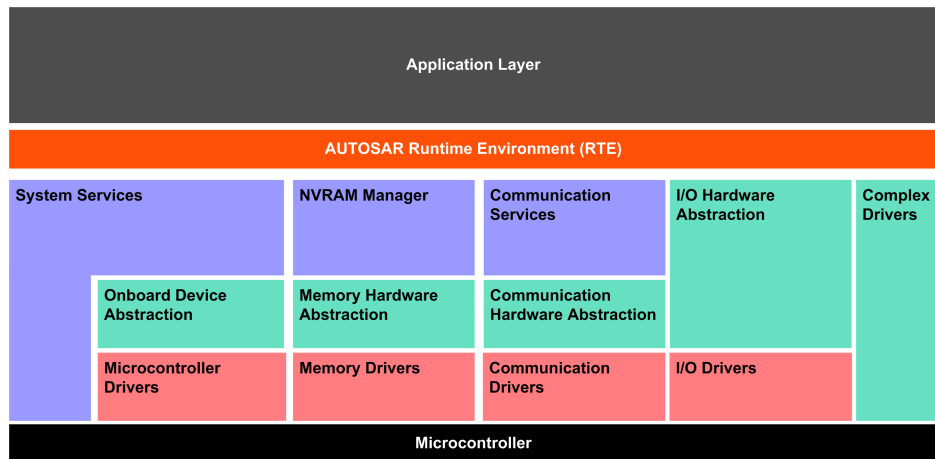 Application Layer
AUTOSAR Runtime Environment (RTE)
System Services
NVRAM Manager
Communication
Services
I/O Hardware
Abstraction
Complex
Drivers
Onboard Device
Abstraction
Memory Hardware
Abstraction
Communication
Hardware Abstraction
Microcontroller
Drivers
Memory Drivers
Communication
Drivers
I/O Drivers
Microcontroller